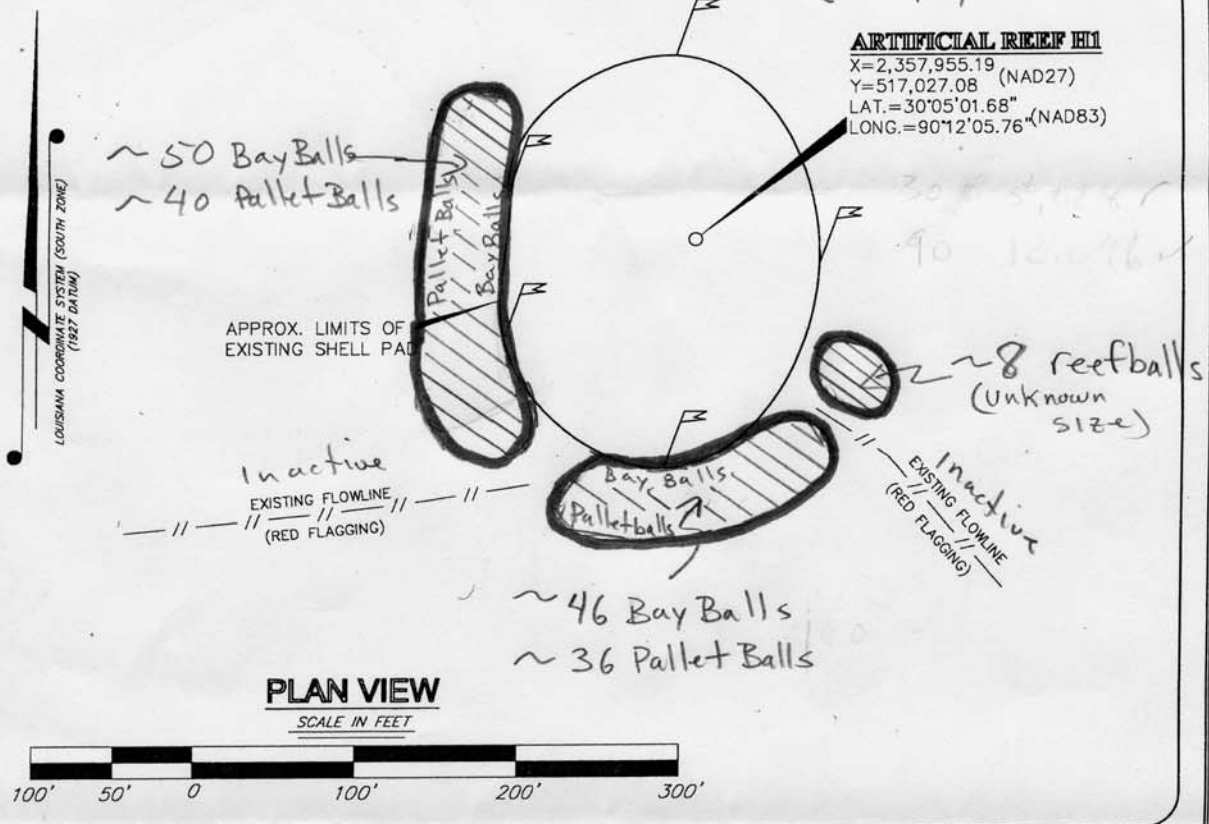 ARTIFICIAL REEF H1
X=2,357,955.19 (NAD27)
Y=517,027.08
LAT.=30°05'01.68" (NAD83)
LONG.=90°12'05.76"
~ 50 Bay Balls
~ 40 Pallet Balls
Pallet Balls
Bay Balls
LOUISIANA COORDINATE SYSTEM (SOUTH ZONE)
(1927 DATUM)
APPROX. LIMITS OF
EXISTING SHELL PAD
~8 reefballs
(unknown
size)
Inactive
EXISTING FLOWLINE
(RED FLAGGING)
Bay Balls
Palletballs
Inactive
EXISTING FLOWLINE
(RED FLAGGING)
~ 46 Bay Balls
~ 36 Pallet Balls
PLAN VIEW
SCALE IN FEET
100' 50' 0 100' 200' 300'